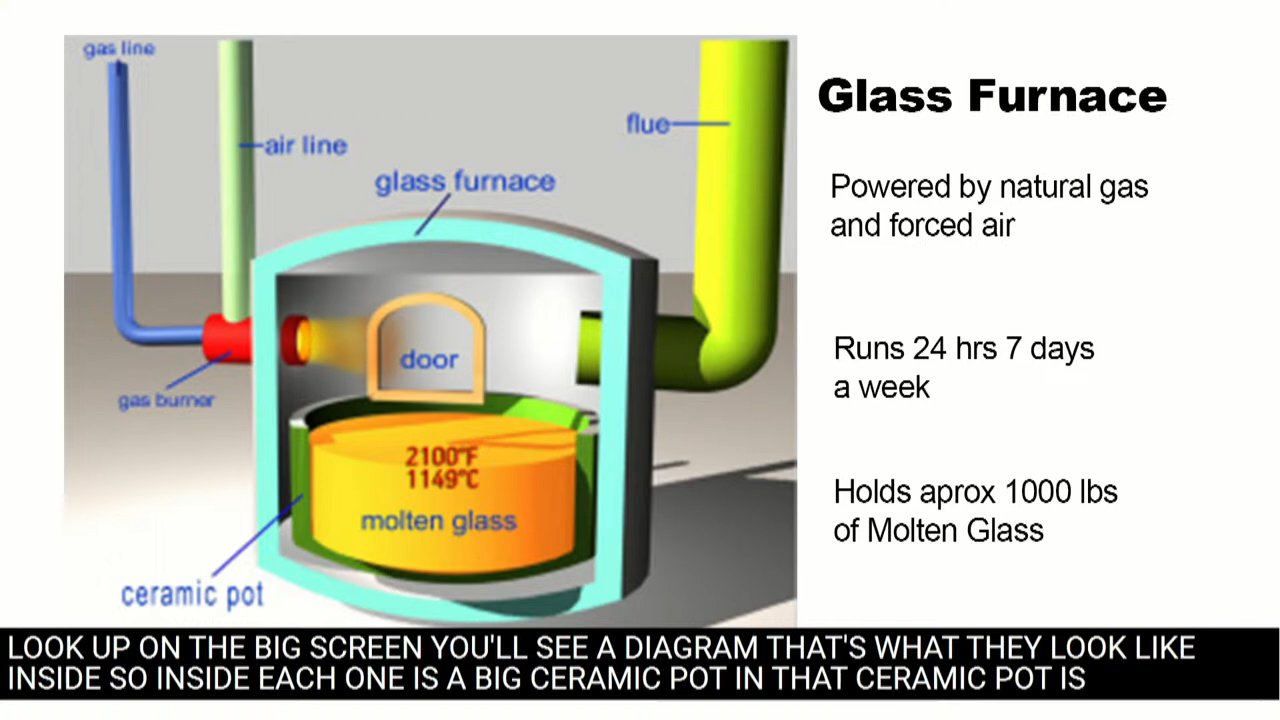 gas line
air line
flue
glass furnace
gas burner
door
2100°F
1149°C
molten glass
ceramic pot
Glass Furnace
Powered by natural gas
and forced air
Runs 24 hrs 7 days
a week
Holds aprox 1000 lbs
of Molten Glass
LOOK UP ON THE BIG SCREEN YOU'LL SEE A DIAGRAM THAT'S WHAT THEY LOOK LIKE
INSIDE SO INSIDE EACH ONE IS A BIG CERAMIC POT IN THAT CERAMIC POT IS